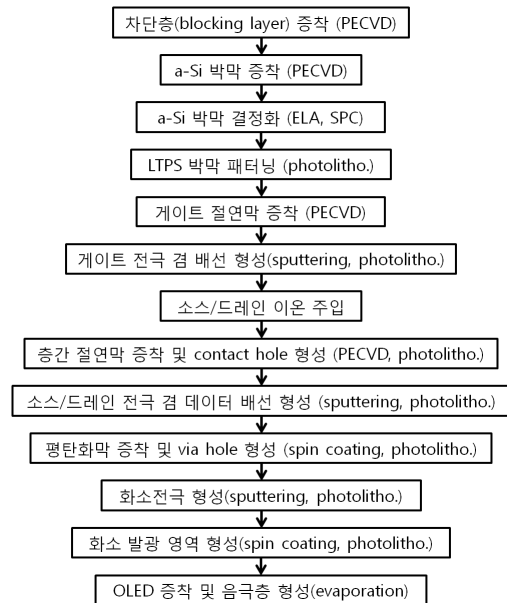 차단층(blocking layer) 증착 (PECVD)
a-Si 박막 증착 (PECVD)
a-Si 박막 결정화 (ELA, SPC)
LTPS 박막 패터닝 (photolitho.)
게이트 절연막 증착 (PECVD)
게이트 전극 겸 배선 형성(sputtering, photolitho.)
소스/드레인 이온 주입
층간 절연막 증착 및 contact hole 형성 (PECVD, photolitho.)
소스/드레인 전극 겸 데이터 배선 형성 (sputtering, photolitho.)
평탄화막 증착 및 via hole 형성 (spin coating, photolitho.)
화소전극 형성(sputtering, photolitho.)
화소 발광 영역 형성(spin coating, photolitho.)
OLED 증착 및 음극층 형성(evaporation)